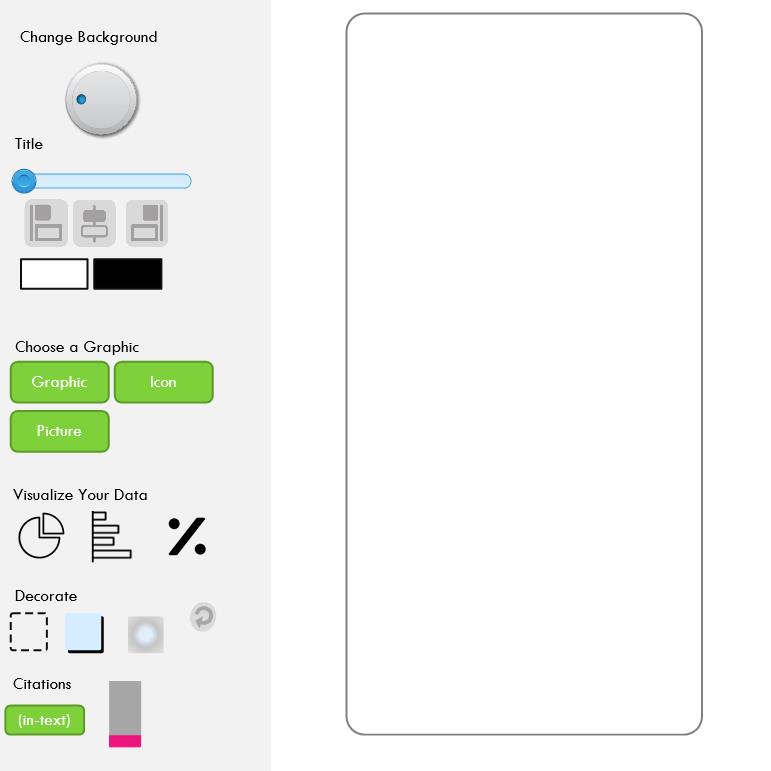 Change Background
Title
Choose a Graphic
Graphic
Icon
Picture
Visualize Your Data
Decorate
Citations
(in-text)